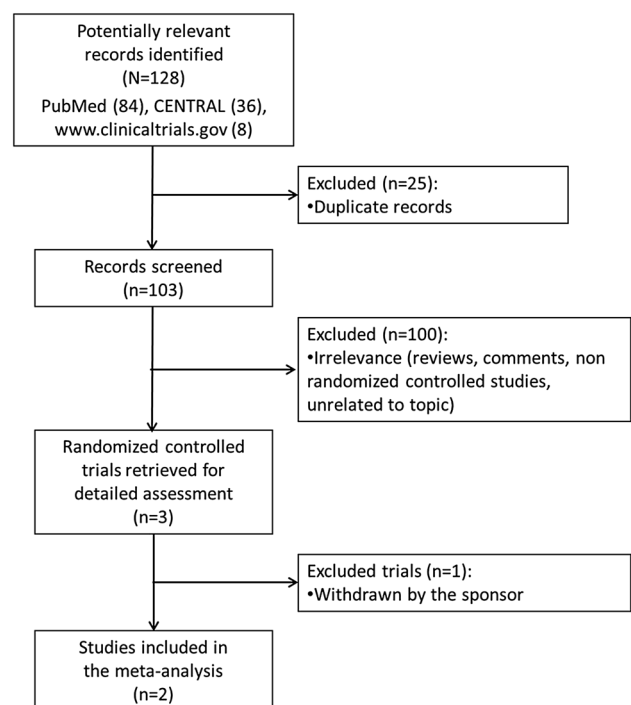 Potentially relevant
records identified
(N=128)
PubMed (84), CENTRAL (36),
www.clinicaltrials.gov (8)
Excluded (n=25):
•Duplicate records
Records screened
(n=103)
Excluded (n=100):
•Irrelevance (reviews, comments, non
randomized controlled studies,
unrelated to topic)
Randomized controlled
trials retrieved for
detailed assessment
(n=3)
Excluded trials (n=1):
•Withdrawn by the sponsor
Studies included in
the meta-analysis
(n=2)